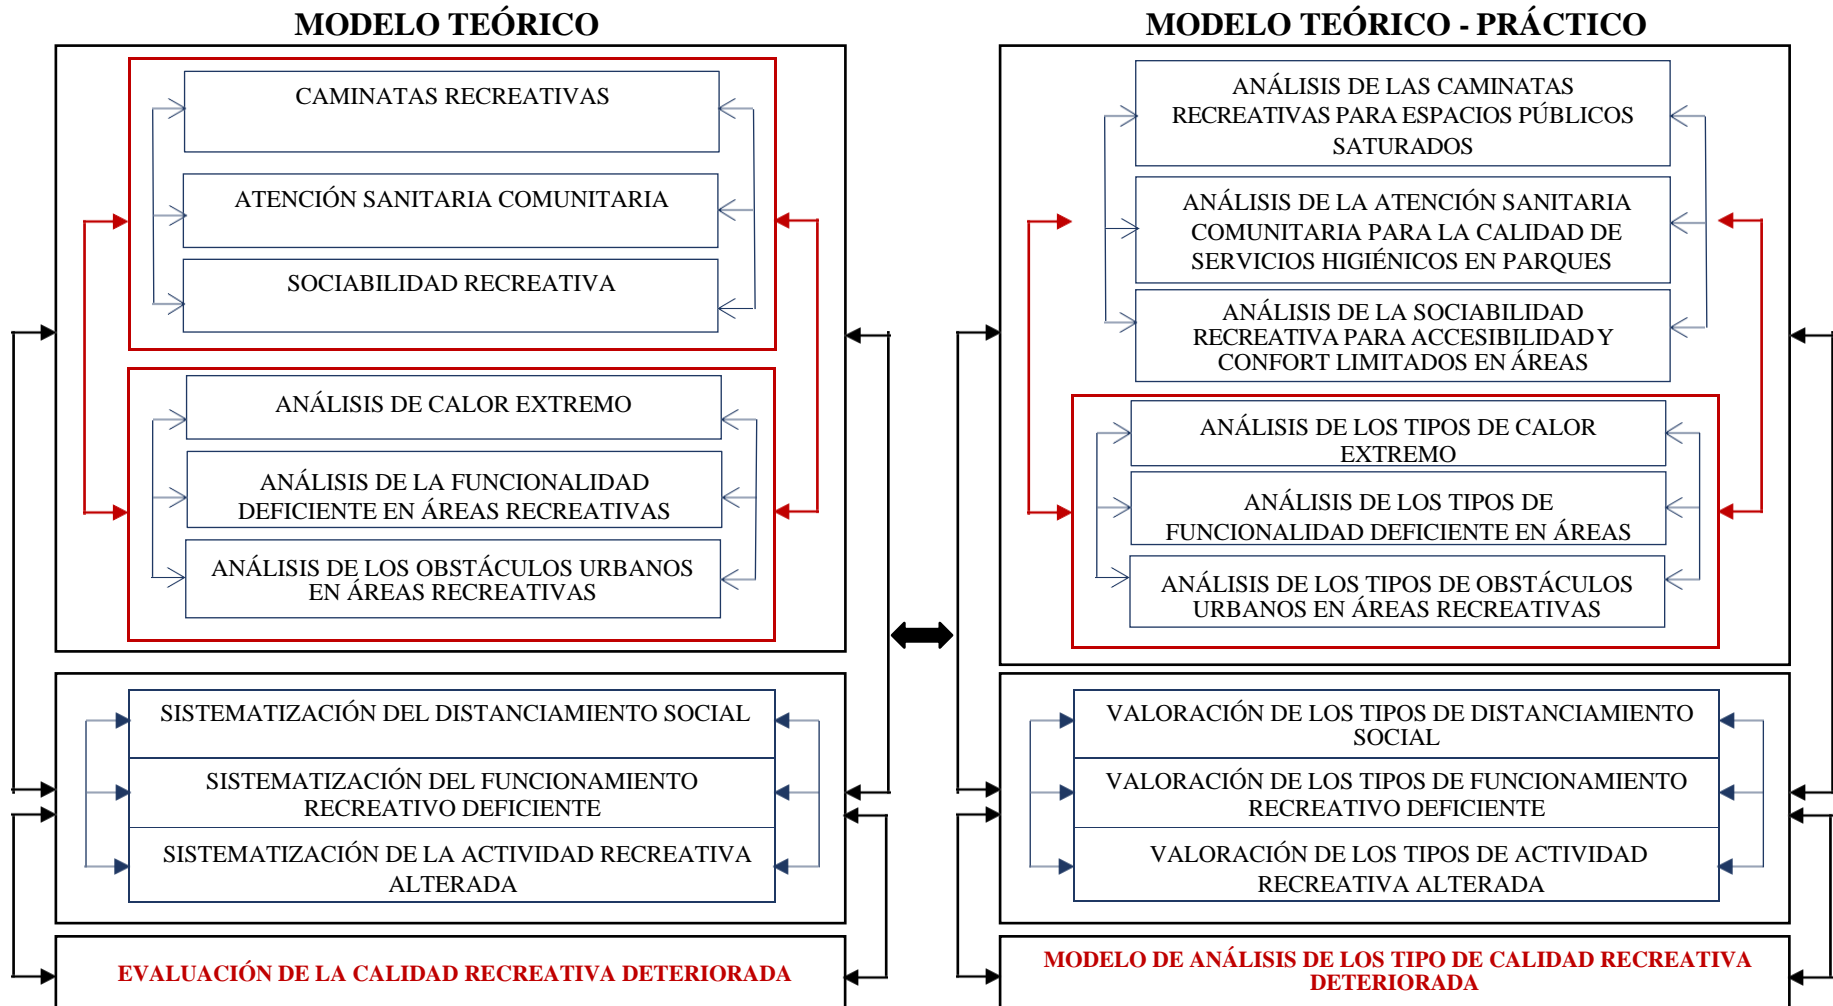 MODELO TEÓRICO
CAMINATAS RECREATIVAS
ATENCIÓN SANITARIA COMUNITARIA
SOCIABILIDAD RECREATIVA
ANÁLISIS DE CALOR EXTREMO
ANÁLISIS DE LA FUNCIONALIDAD
DEFICIENTE EN ÁREAS RECREATIVAS
ANÁLISIS DE LOS OBSTÁCULOS URBANOS
EN ÁREAS RECREATIVAS
SISTEMATIZACIÓN DEL DISTANCIAMIENTO SOCIAL
SISTEMATIZACIÓN DEL FUNCIONAMIENTO
RECREATIVO DEFICIENTE
SISTEMATIZACIÓN DE LA ACTIVIDAD RECREATIVA
ALTERADA
EVALUACIÓN DE LA CALIDAD RECREATIVA DETERIORADA
MODELO TEÓRICO - PRÁCTICO
ANÁLISIS DE LAS CAMINATAS
RECREATIVAS PARA ESPACIOS PÚBLICOS
SATURADOS
ANÁLISIS DE LA ATENCIÓN SANITARIA
COMUNITARIA PARA LA CALIDAD DE
SERVICIOS HIGIÉNICOS EN PARQUES
ANÁLISIS DE LA SOCIABILIDAD
RECREATIVA PARA ACCESIBILIDAD Y
CONFORT LIMITADOS EN ÁREAS
ANÁLISIS DE LOS TIPOS DE CALOR
EXTREMO
ANÁLISIS DE LOS TIPOS DE
FUNCIONALIDAD DEFICIENTE EN ÁREAS
ANÁLISIS DE LOS TIPOS DE OBSTÁCULOS
URBANOS EN ÁREAS RECREATIVAS
VALORACIÓN DE LOS TIPOS DE DISTANCIAMIENTO
SOCIAL
VALORACIÓN DE LOS TIPOS DE FUNCIONAMIENTO
RECREATIVO DEFICIENTE
VALORACIÓN DE LOS TIPOS DE ACTIVIDAD
RECREATIVA ALTERADA
MODELO DE ANÁLISIS DE LOS TIPO DE CALIDAD RECREATIVA
DETERIORADA